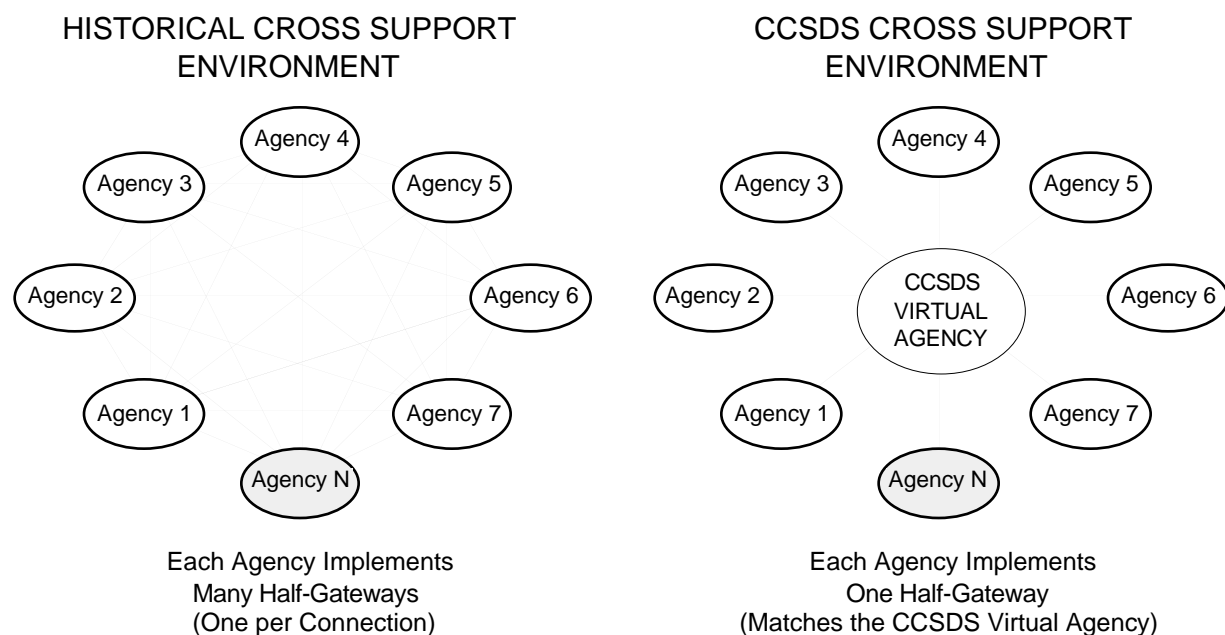 HISTORICAL CROSS SUPPORT
ENVIRONMENT
Agency 4
Agency 3
Agency 5
Agency 2
Agency 6
Agency 1
Agency 7
Agency N
Each Agency Implements
Many Half-Gateways
(One per Connection)
CCSDS CROSS SUPPORT
ENVIRONMENT
Agency 4
Agency 3
Agency 5
Agency 2
CCSDS
VIRTUAL
AGENCY
Agency 6
Agency 1
Agency 7
Agency N
Each Agency Implements
One Half-Gateway
(Matches the CCSDS Virtual Agency)